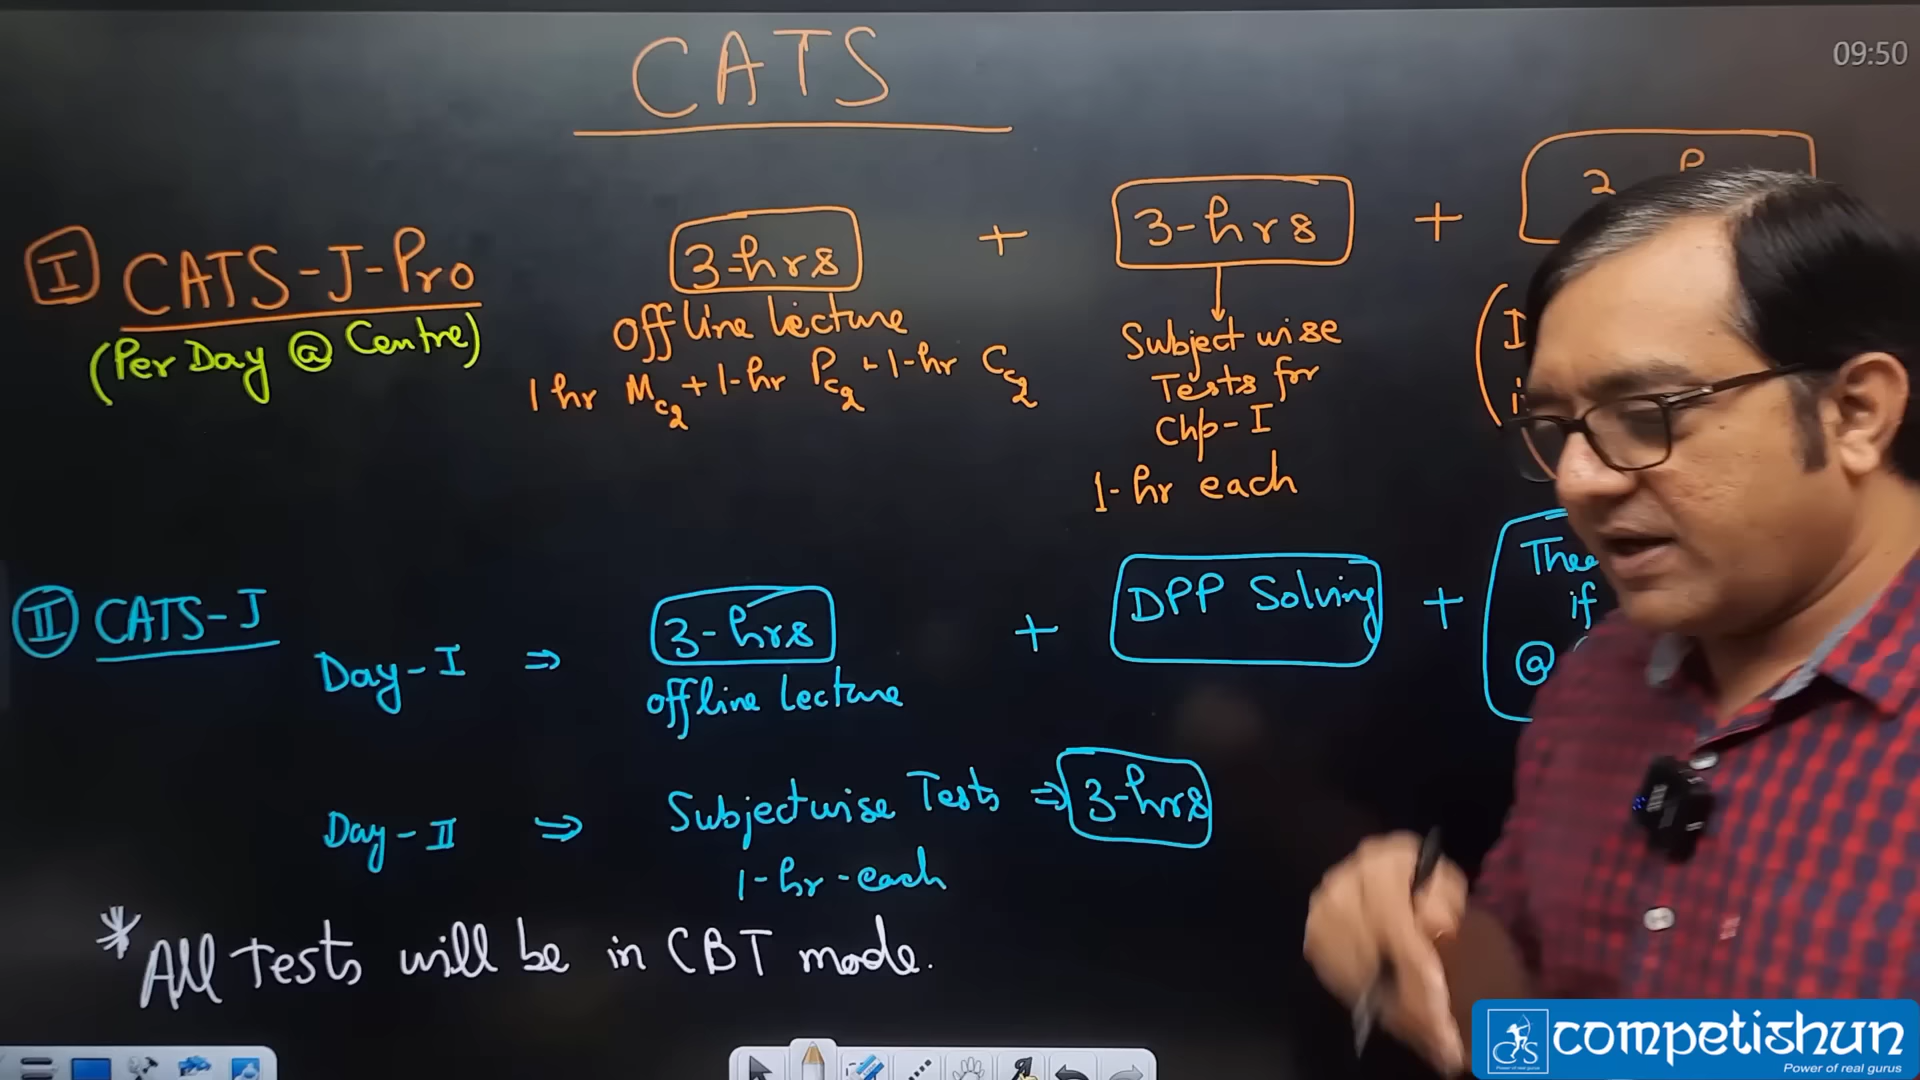 CATS
09:50
I CATS-J-Pro 3-hrs + 3-hrs +
(Per Day @ Centre)
offline lecture
1 hr Mc2 + 1-hr Pc2 + 1-hr Cc2
Subject wise
Tests for
Chp-I
1-hr each
II CATS-J
Day-I ⇒ 3-hrs + DPP Solving +
offline lecture
if
@
Day-II ⇒ Subjectwise Tests ⇒ 3-hrs
1-hr-each
* All Tests will be in CBT mode.
competishun
Power of real gurus